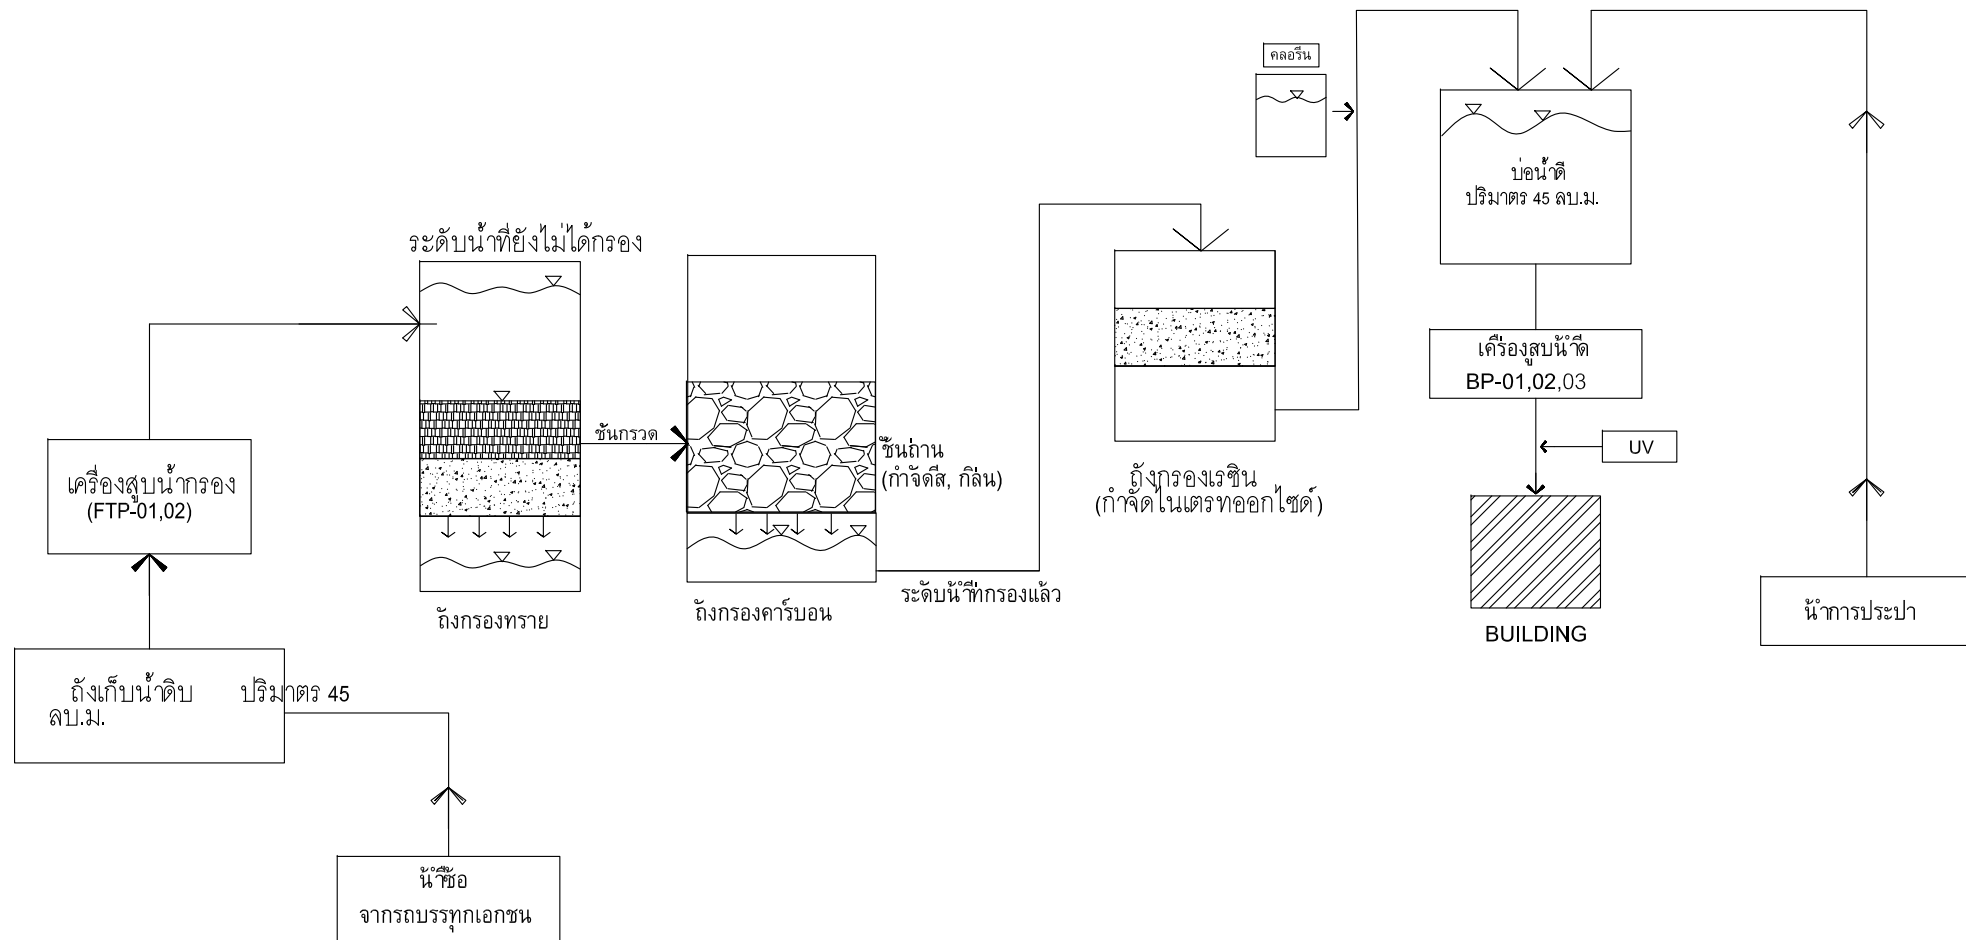 คลอรีน
บ่อน้ำดี
ปริมาตร 45 ลบ.ม.
ระดับน้ำที่ยังไม่ได้กรอง
เครื่องสูบน้ำดี
BP-01,02,03
ชั้นกรวด
ชั้นถ่าน
(กำจัดสี, กลิ่น)
UV
เครื่องสูบน้ำกรอง
(FTP-01,02)
ถังกรองเรซิน
(กำจัดไนเตรทออกไซด์)
ระดับน้ำที่กรองแล้ว
ถังกรองทราย
ถังกรองคาร์บอน
BUILDING
น้ำการประปา
ถังเก็บน้ำดิบ ปริมาตร 45
ลบ.ม.
น้ำซื้อ
จากรถบรรทุกเอกชน